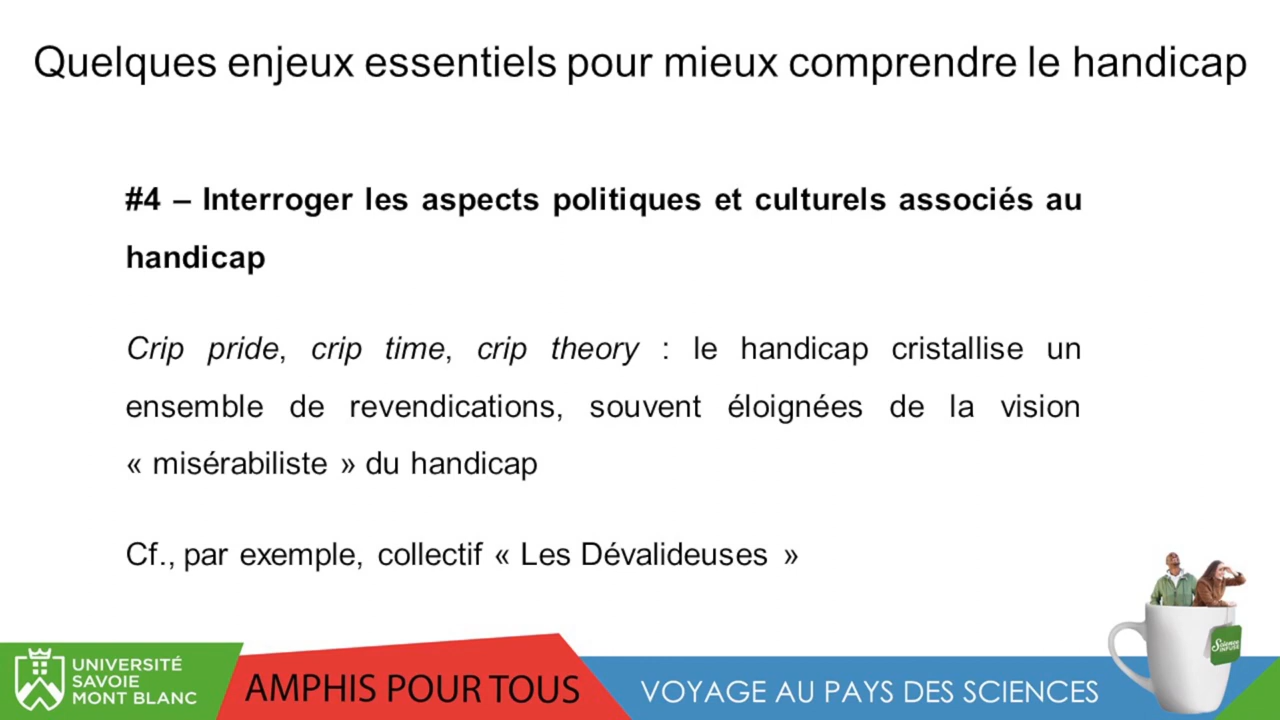 Quelques enjeux essentiels pour mieux comprendre le handicap
#4 – Interroger les aspects politiques et culturels associés au
handicap
Crip pride, crip time, crip theory : le handicap cristallise un
ensemble de revendications, souvent éloignées de la vision
« misérabiliste » du handicap
Cf., par exemple, collectif « Les Dévalideuses »
UNIVERSITÉ
SAVOIE
MONT BLANC
AMPHIS POUR TOUS
VOYAGE AU PAYS DES SCIENCES
Science
INFUSE